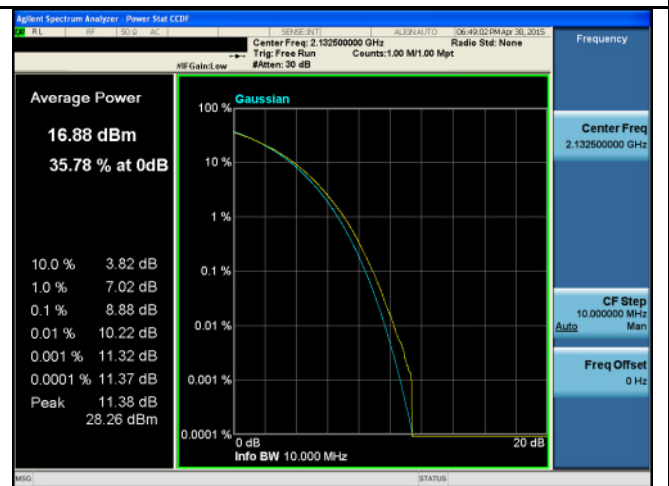 Agilent Spectrum Analyzer - Power Stat CCDF
RL RF 50 Ω AC SENSE:INT ALIGNAUTO 06:49:02 PM Apr 30, 2015
Center Freq: 2.132500000 GHz Radio Std: None
Trig: Free Run Counts:1.00 M/1.00 Mpt
#IFGain:Low #Atten: 30 dB
Frequency
Average Power
16.88 dBm
35.78 % at 0dB
10.0 % 3.82 dB
1.0 % 7.02 dB
0.1 % 8.88 dB
0.01 % 10.22 dB
0.001 % 11.32 dB
0.0001 % 11.37 dB
Peak 11.38 dB
28.26 dBm
Gaussian
100 %
10 %
1 %
0.1 %
0.01 %
0.001 %
0.0001 %
0 dB 20 dB
Info BW 10.000 MHz
Center Freq
2.132500000 GHz
CF Step
10.000000 MHz
Auto Man
Freq Offset
0 Hz
MSG STATUS